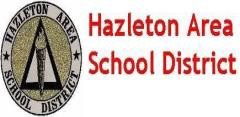 HAZLETON AREA
SCHOOL DISTRICT
Hazleton Area
School District